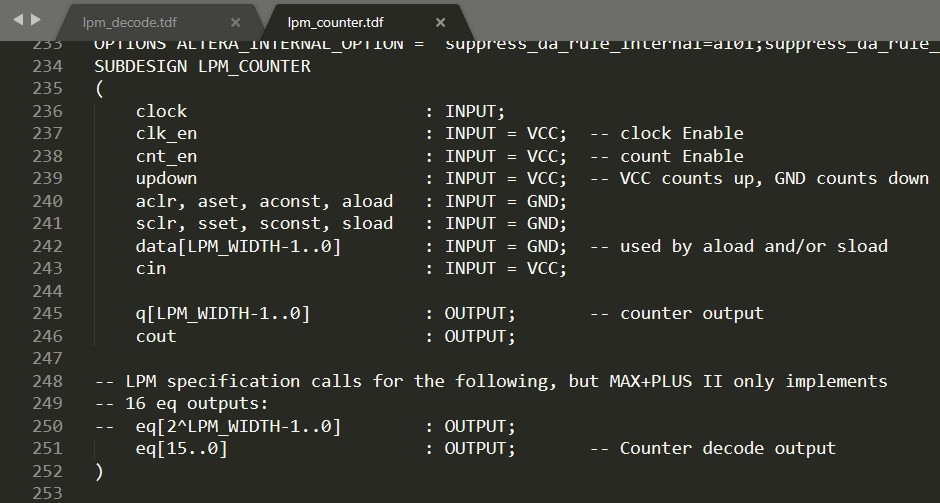 lpm_decode.tdf × lpm_counter.tdf ×
233 OPTIONS ALTERA_INTERNAL_OPTION = "suppress_da_rule_internal=a101;suppress_da_rule_
234 SUBDESIGN LPM_COUNTER
235 (
236 clock : INPUT;
237 clk_en : INPUT = VCC; -- clock Enable
238 cnt_en : INPUT = VCC; -- count Enable
239 updown : INPUT = VCC; -- VCC counts up, GND counts down
240 aclr, aset, aconst, aload : INPUT = GND;
241 sclr, sset, sconst, sload : INPUT = GND;
242 data[LPM_WIDTH-1..0] : INPUT = GND; -- used by aload and/or sload
243 cin : INPUT = VCC;
244
245 q[LPM_WIDTH-1..0] : OUTPUT; -- counter output
246 cout : OUTPUT;
247
248 -- LPM specification calls for the following, but MAX+PLUS II only implements
249 -- 16 eq outputs:
250 -- eq[2^LPM_WIDTH-1..0] : OUTPUT;
251 eq[15..0] : OUTPUT; -- Counter decode output
252 )
253